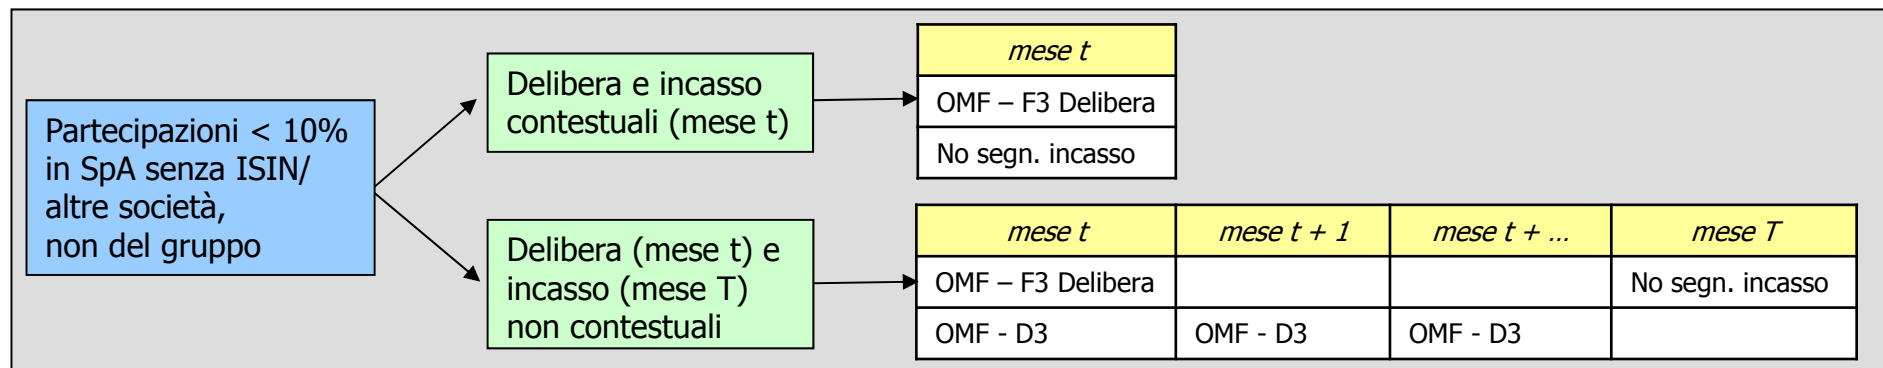 Partecipazioni < 10%
in SpA senza ISIN/
altre società,
non del gruppo
Delibera e incasso
contestuali (mese t)
mese t
OMF – F3 Delibera
No segn. incasso
Delibera (mese t) e
incasso (mese T)
non contestuali
mese t mese t + 1 mese t + ... mese T
OMF – F3 Delibera No segn. incasso
OMF - D3 OMF - D3 OMF - D3